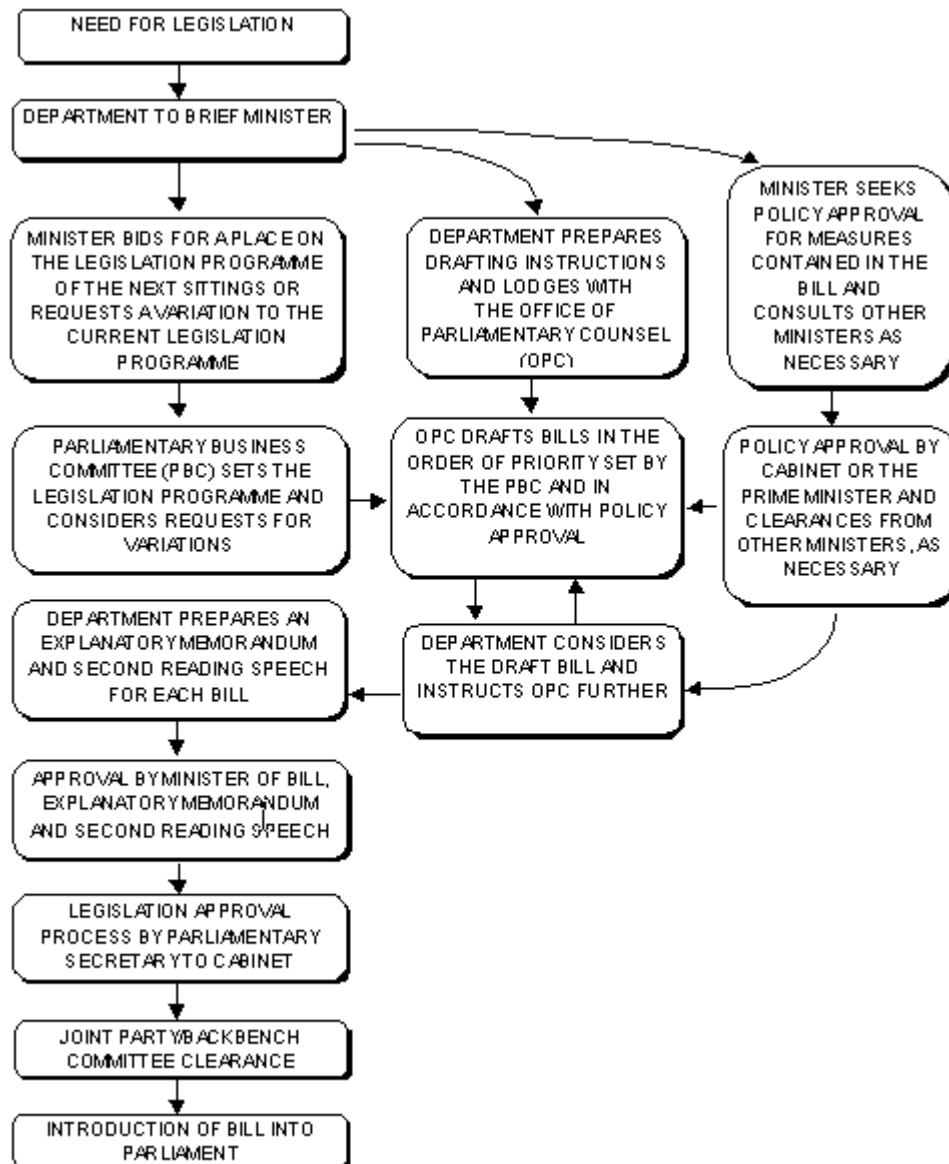 NEED FOR LEGISLATION
DEPARTMENT TO BRIEF MINISTER
MINISTER BIDS FOR A PLACE ON
THE LEGISLATION PROGRAMME
OF THE NEXT SITTINGS OR
REQUESTS A VARIATION TO THE
CURRENT LEGISLATION
PROGRAMME
DEPARTMENT PREPARES
DRAFTING INSTRUCTIONS
AND LODGES WITH
THE OFFICE OF
PARLIAMENTARY COUNSEL
(OPC)
MINISTER SEEKS
POLICY APPROVAL
FOR MEASURES
CONTAINED IN THE
BILL AND
CONSULTS OTHER
MINISTERS AS
NECESSARY
PARLIAMENTARY BUSINESS
COMMITTEE (PBC) SETS THE
LEGISLATION PROGRAMME AND
CONSIDERS REQUESTS FOR
VARIATIONS
OPC DRAFTS BILLS IN THE
ORDER OF PRIORITY SET BY
THE PBC AND IN
ACCORDANCE WITH POLICY
APPROVAL
POLICY APPROVAL BY
CABINET OR THE
PRIME MINISTER AND
CLEARANCES FROM
OTHER MINISTERS, AS
NECESSARY
DEPARTMENT PREPARES AN
EXPLANATORY MEMORANDUM
AND SECOND READING SPEECH
FOR EACH BILL
DEPARTMENT CONSIDERS
THE DRAFT BILL AND
INSTRUCTS OPC FURTHER
APPROVAL BY MINISTER OF BILL,
EXPLANATORY MEMORANDUM
AND SECOND READING SPEECH
LEGISLATION APPROVAL
PROCESS BY PARLIAMENTARY
SECRETARY TO CABINET
JOINT PARTY/BACKBENCH
COMMITTEE CLEARANCE
INTRODUCTION OF BILL INTO
PARLIAMENT